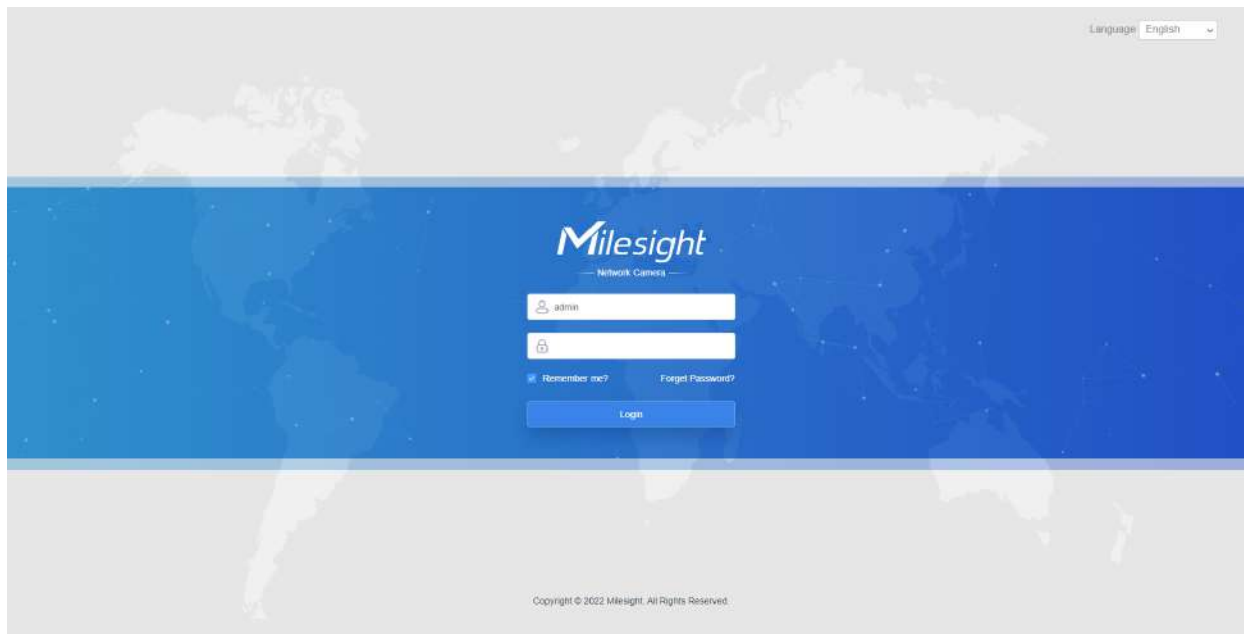 Language English
Milesight
Network Camera
admin
Remember me? Forget Password?
Login
Copyright © 2022 Milesight. All Rights Reserved.